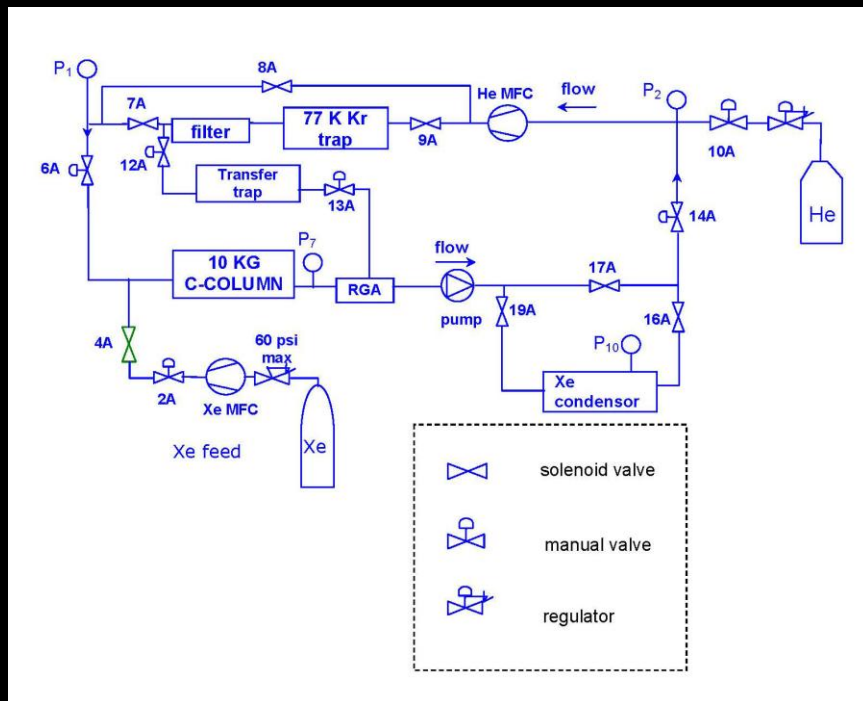 8A
P₁
He MFC
flow
P₂
7A
77 K Kr
trap
filter
9A
10A
6A
12A
Transfer
trap
13A
He
14A
P₇
10 KG
C-COLUMN
flow
17A
RGA
pump
19A
16A
4A
60 psi
max
P₁₀
Xe
condensor
2A
Xe MFC
Xe feed
Xe
solenoid valve
manual valve
regulator